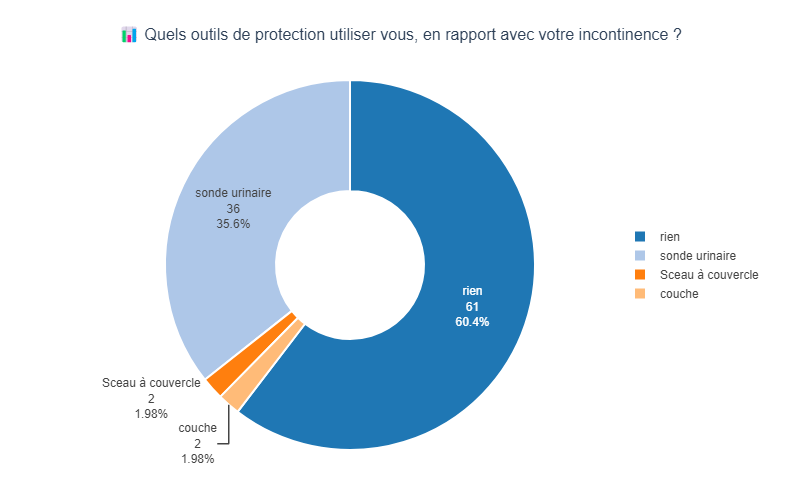 📊 Quels outils de protection utiliser vous, en rapport avec votre incontinence ?
sonde urinaire
36
35.6%
rien
61
60.4%
Sceau à couvercle
2
1.98%
couche
2
1.98%
rien
sonde urinaire
Sceau à couvercle
couche